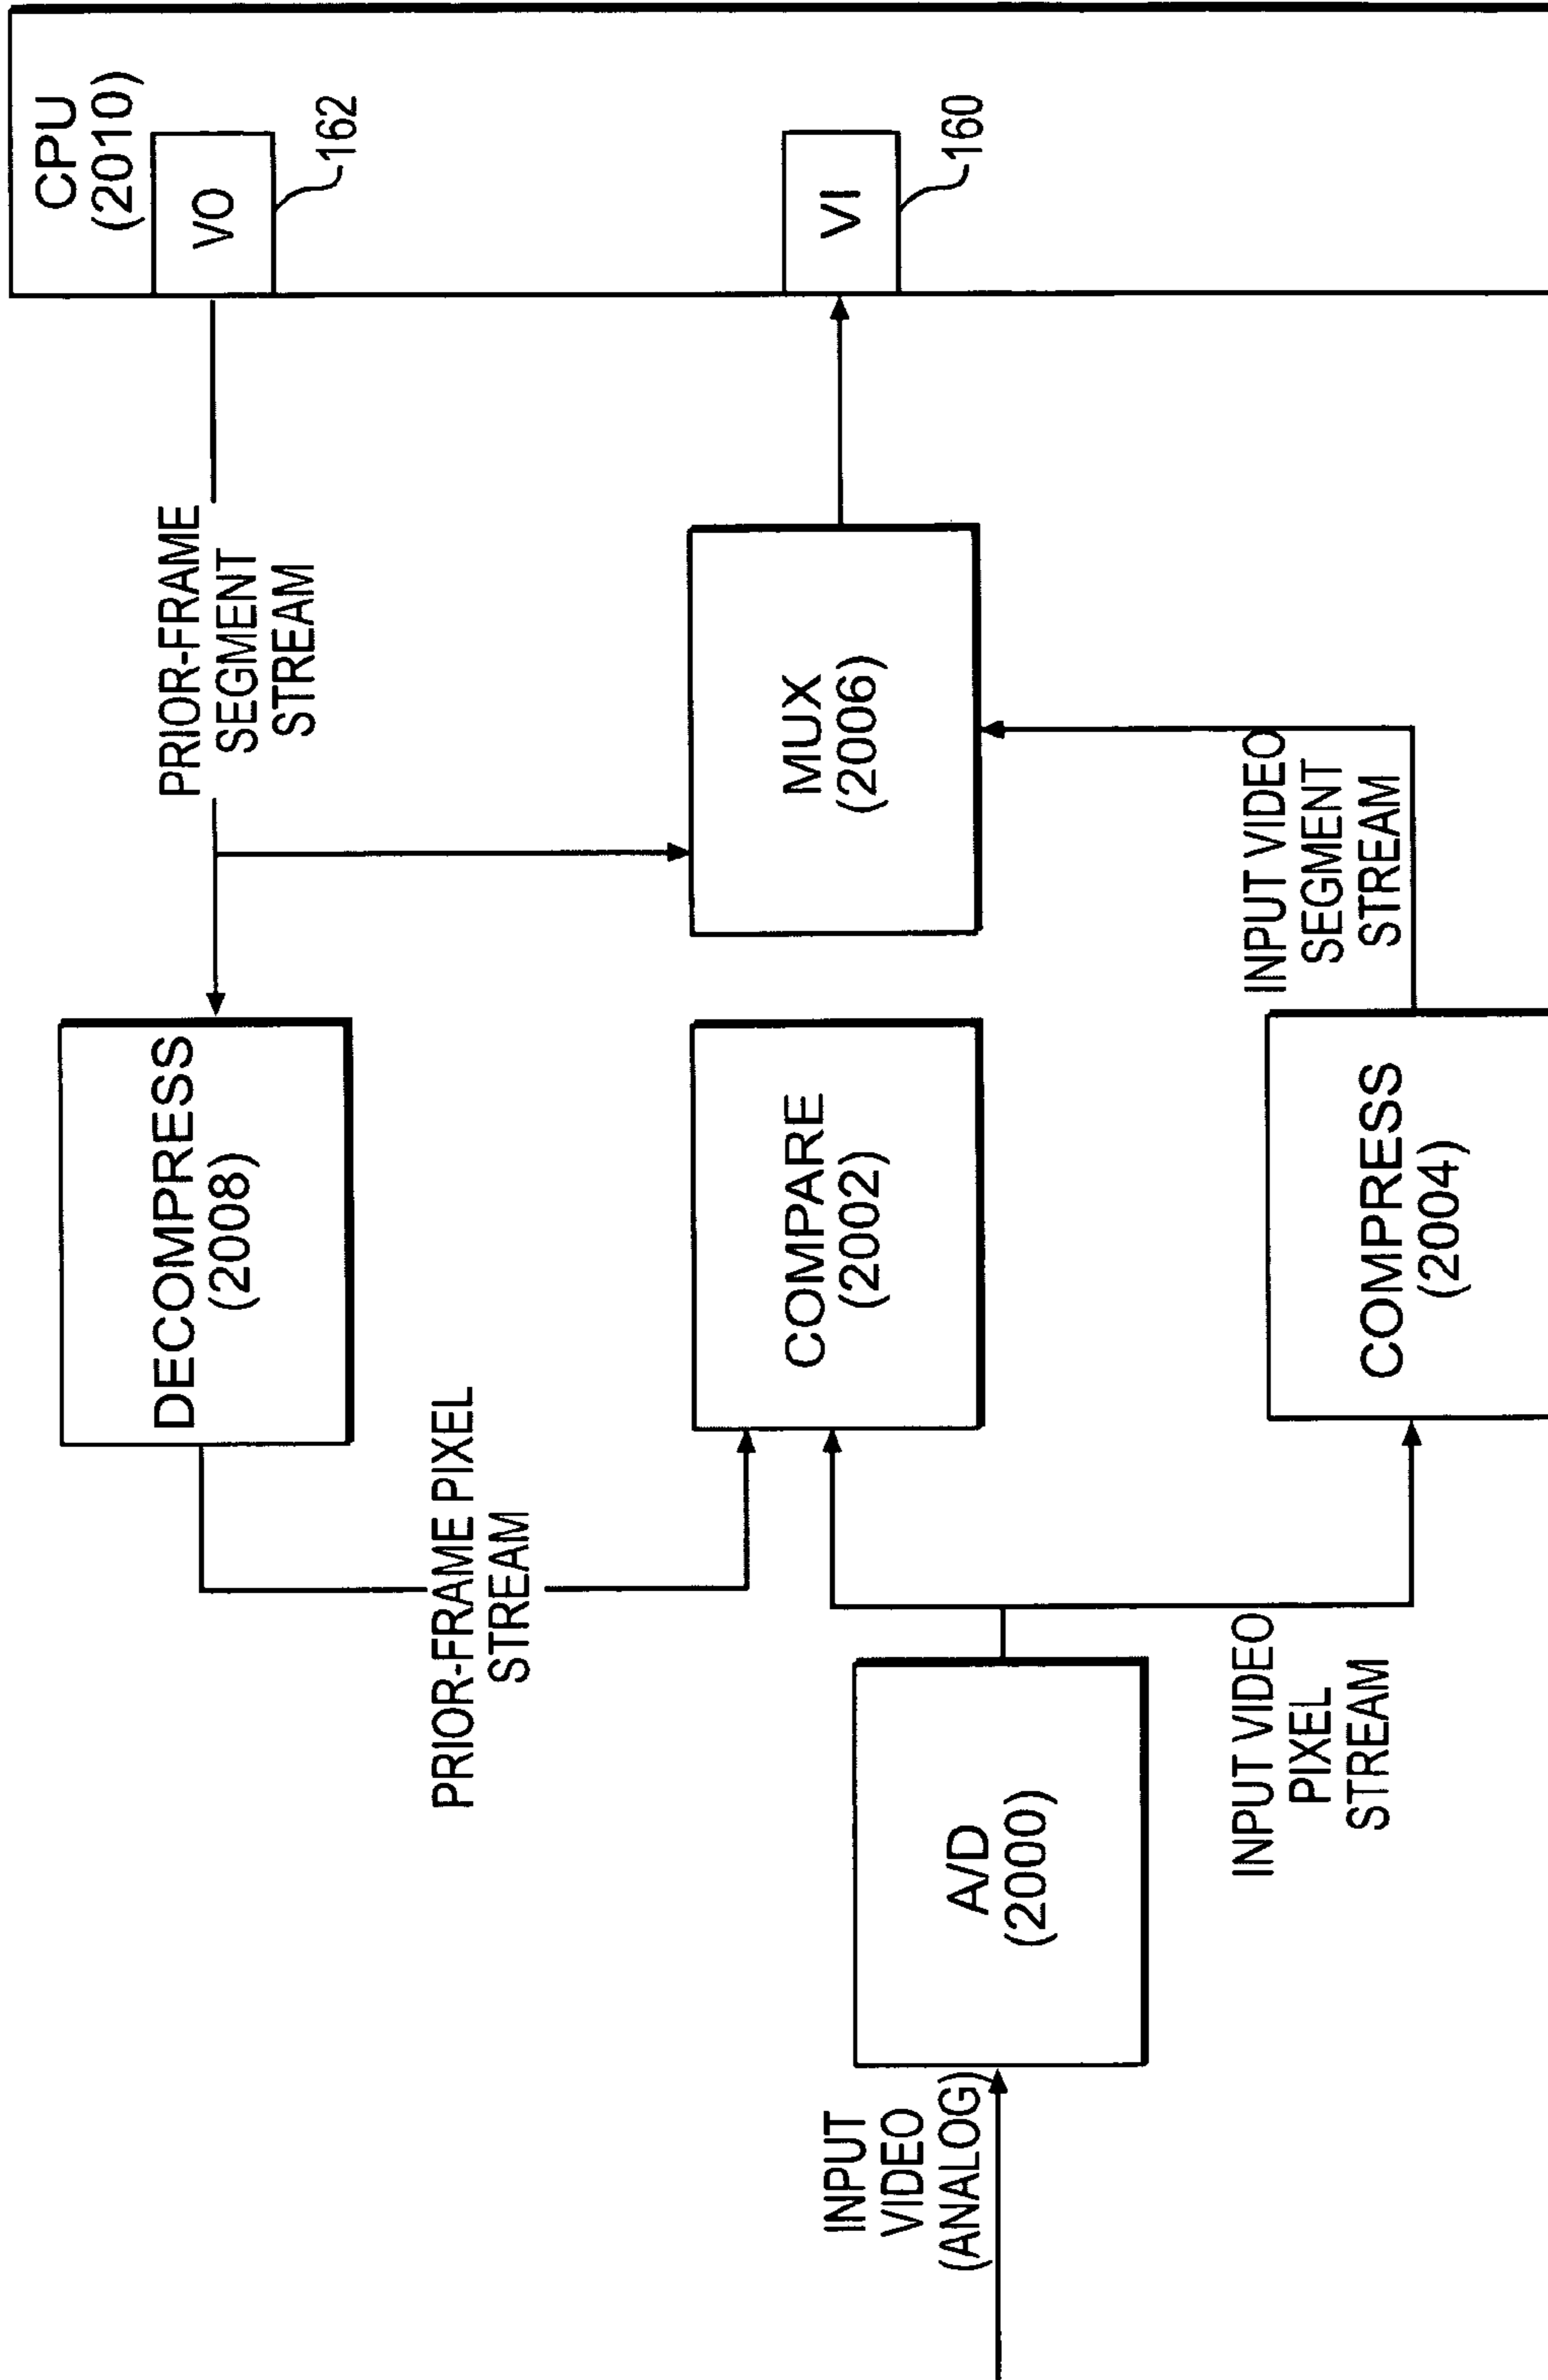 CPU
(2010)
VO
162
PRIOR-FRAME
SEGMENT
STREAM
DECOMPRESS
(2008)
PRIOR-FRAME PIXEL
STREAM
VI
160
MUX
(2006)
COMPARE
(2002)
INPUT VIDEO
SEGMENT
STREAM
COMPRESS
(2004)
A/D
(2000)
INPUT VIDEO
PIXEL
STREAM
INPUT
VIDEO
(ANALOG)